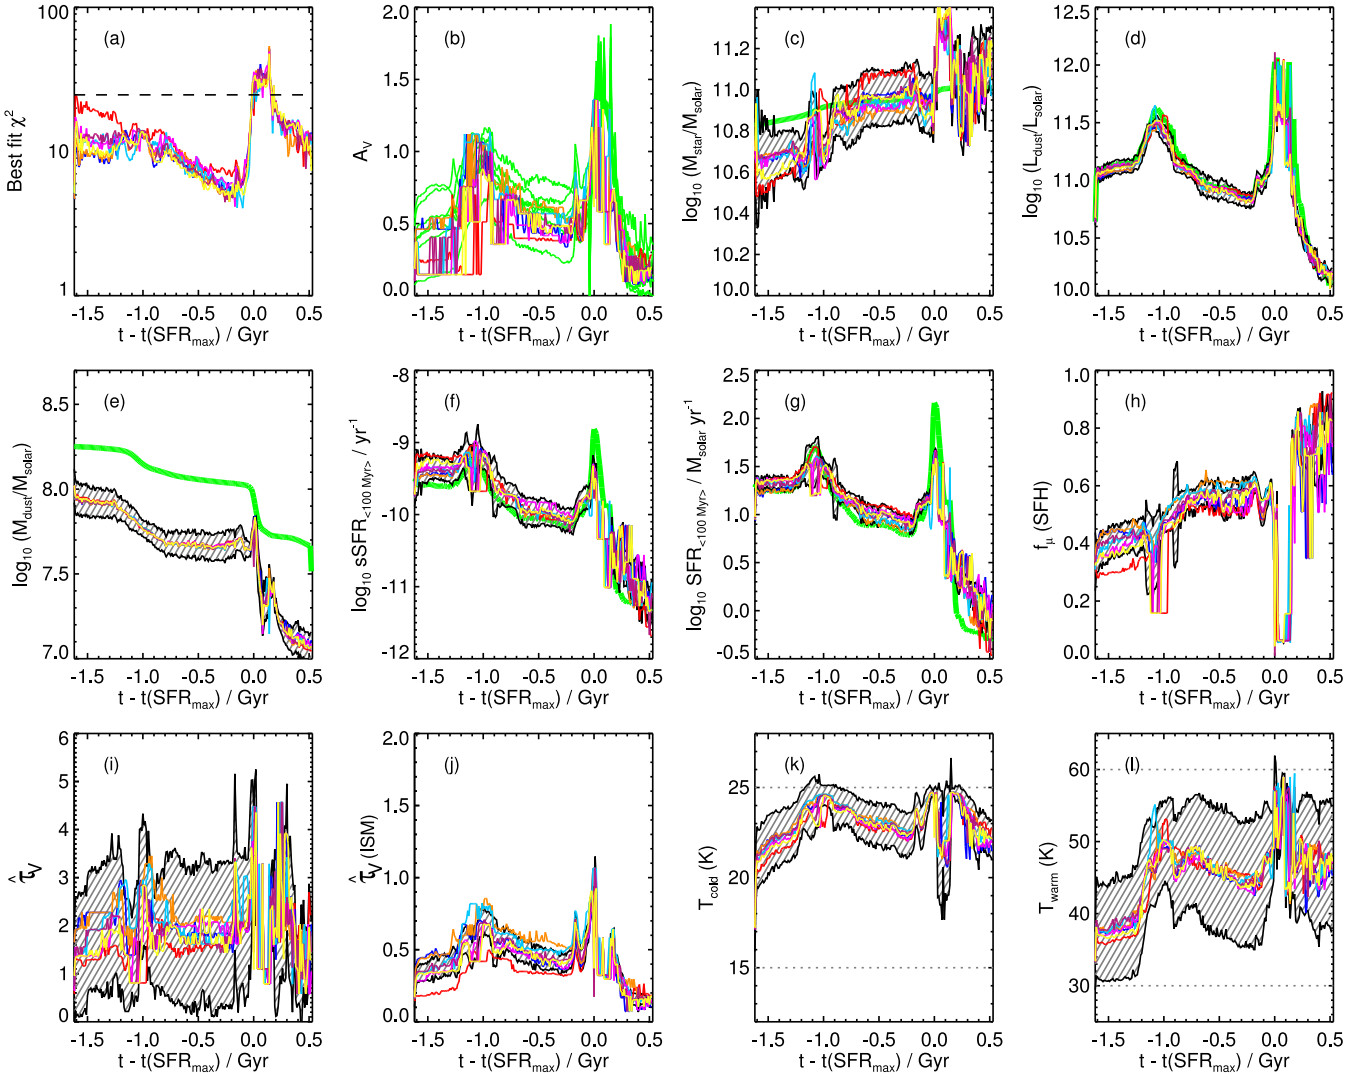 (a)
Best fit χ²
100
10
1
-1.5 -1.0 -0.5 0.0 0.5
t - t(SFRmax) / Gyr
(b)
AV
2.0
1.5
1.0
0.5
0.0
-1.5 -1.0 -0.5 0.0 0.5
t - t(SFRmax) / Gyr
(c)
log10 (Mstar/Msolar)
11.2
11.0
10.8
10.6
10.4
10.2
10.0
-1.5 -1.0 -0.5 0.0 0.5
t - t(SFRmax) / Gyr
(d)
log10 (Ldust/Lsolar)
12.5
12.0
11.5
11.0
10.5
10.0
-1.5 -1.0 -0.5 0.0 0.5
t - t(SFRmax) / Gyr
(e)
log10 (Mdust/Msolar)
8.5
8.0
7.5
7.0
-1.5 -1.0 -0.5 0.0 0.5
t - t(SFRmax) / Gyr
(f)
log10 sSFR<100 Myr> / yr-1
-8
-9
-10
-11
-12
-1.5 -1.0 -0.5 0.0 0.5
t - t(SFRmax) / Gyr
(g)
log10 SFR<100 Myr> / Msolar yr-1
2.5
2.0
1.5
1.0
0.5
0.0
-0.5
-1.5 -1.0 -0.5 0.0 0.5
t - t(SFRmax) / Gyr
(h)
fμ (SFH)
1.0
0.8
0.6
0.4
0.2
0.0
-1.5 -1.0 -0.5 0.0 0.5
t - t(SFRmax) / Gyr
(i)
τ̂V
6
5
4
3
2
1
0
-1.5 -1.0 -0.5 0.0 0.5
t - t(SFRmax) / Gyr
(j)
τ̂V (ISM)
2.0
1.5
1.0
0.5
0.0
-1.5 -1.0 -0.5 0.0 0.5
t - t(SFRmax) / Gyr
(k)
Tcold (K)
25
20
15
-1.5 -1.0 -0.5 0.0 0.5
t - t(SFRmax) / Gyr
(l)
Twarm (K)
60
50
40
30
-1.5 -1.0 -0.5 0.0 0.5
t - t(SFRmax) / Gyr